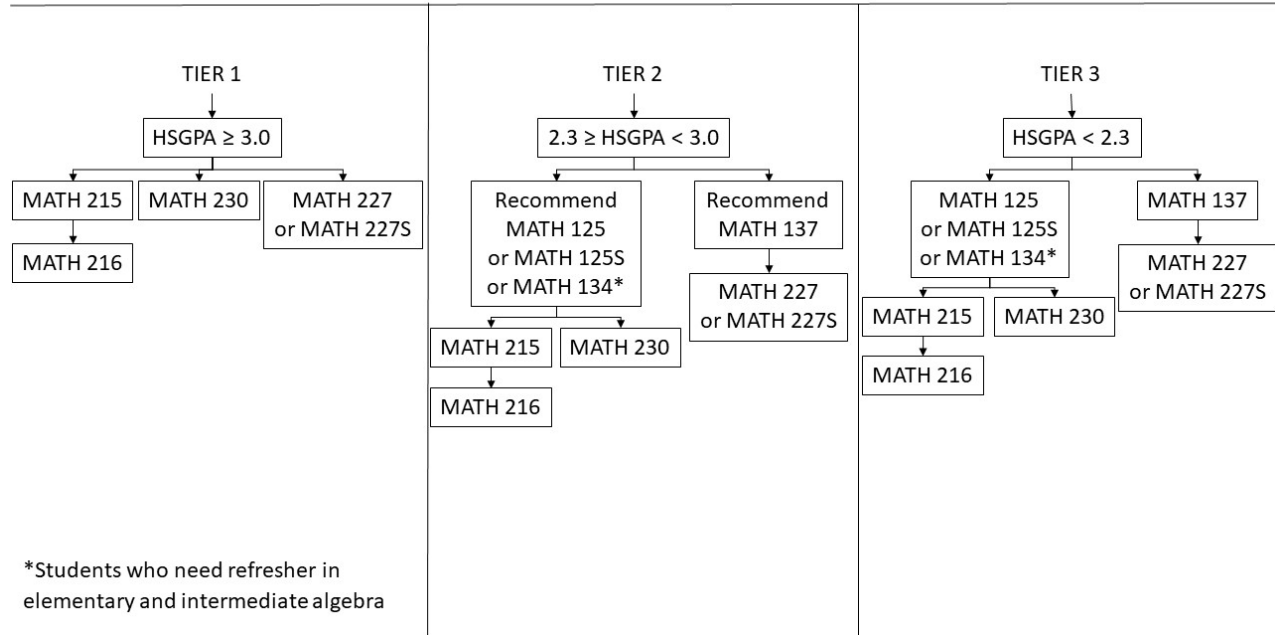 TIER 1
HSGPA ≥ 3.0
MATH 215
MATH 216
MATH 230
MATH 227
or MATH 227S
*Students who need refresher in
elementary and intermediate algebra
TIER 2
2.3 ≥ HSGPA < 3.0
Recommend
MATH 125
or MATH 125S
or MATH 134*
MATH 215
MATH 216
MATH 230
Recommend
MATH 137
MATH 227
or MATH 227S
TIER 3
HSGPA < 2.3
MATH 125
or MATH 125S
or MATH 134*
MATH 215
MATH 216
MATH 230
MATH 137
MATH 227
or MATH 227S